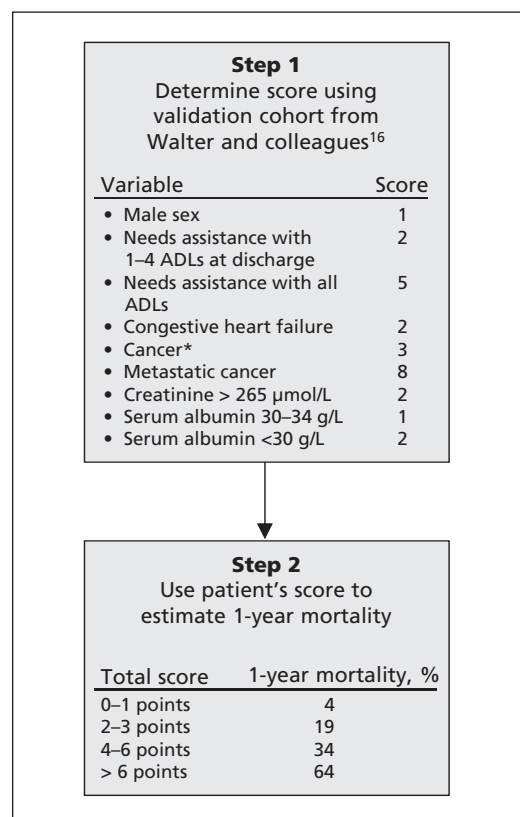 Step 1
Determine score using
validation cohort from
Walter and colleagues16
Variable Score
• Male sex 1
• Needs assistance with 2
1–4 ADLs at discharge
• Needs assistance with all 5
ADLs
• Congestive heart failure 2
• Cancer* 3
• Metastatic cancer 8
• Creatinine > 265 µmol/L 2
• Serum albumin 30–34 g/L 1
• Serum albumin <30 g/L 2
Step 2
Use patient’s score to
estimate 1-year mortality
Total score 1-year mortality, %
0–1 points 4
2–3 points 19
4–6 points 34
> 6 points 64